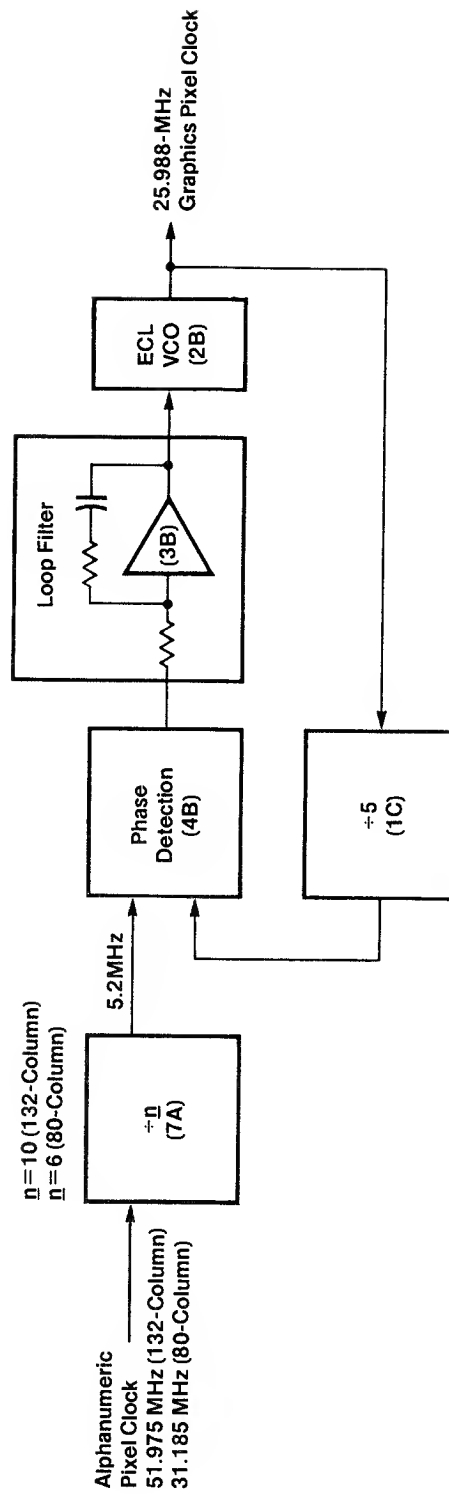 Alphanumeric
Pixel Clock
51.975 MHz (132-Column)
31.185 MHz (80-Column)
n=10 (132-Column)
n=6 (80-Column)
÷n
(7A)
5.2MHz
Phase
Detection
(4B)
Loop Filter
(3B)
ECL
VCO
(2B)
25.988-MHz
Graphics Pixel Clock
÷5
(1C)